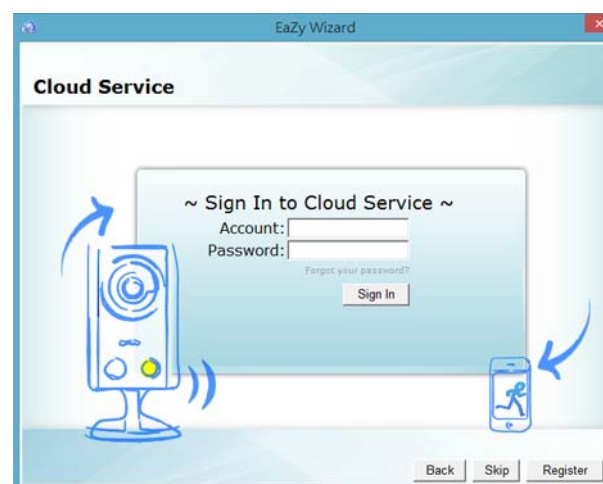 EaZy Wizard
Cloud Service
~ Sign In to Cloud Service ~
Account:
Password:
Forgot your password?
Sign In
Back Skip Register